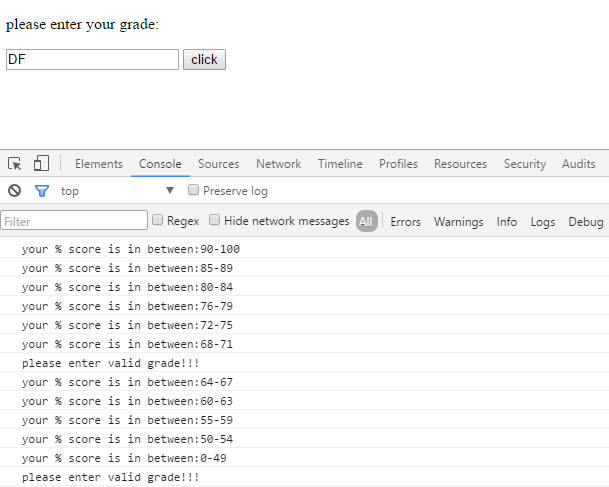 please enter your grade:
DF click
Elements Console Sources Network Timeline Profiles Resources Security Audits
top Preserve log
Filter Regex Hide network messages All Errors Warnings Info Logs Debug
your % score is in between:90-100
your % score is in between:85-89
your % score is in between:80-84
your % score is in between:76-79
your % score is in between:72-75
your % score is in between:68-71
please enter valid grade!!!
your % score is in between:64-67
your % score is in between:60-63
your % score is in between:55-59
your % score is in between:50-54
your % score is in between:0-49
please enter valid grade!!!